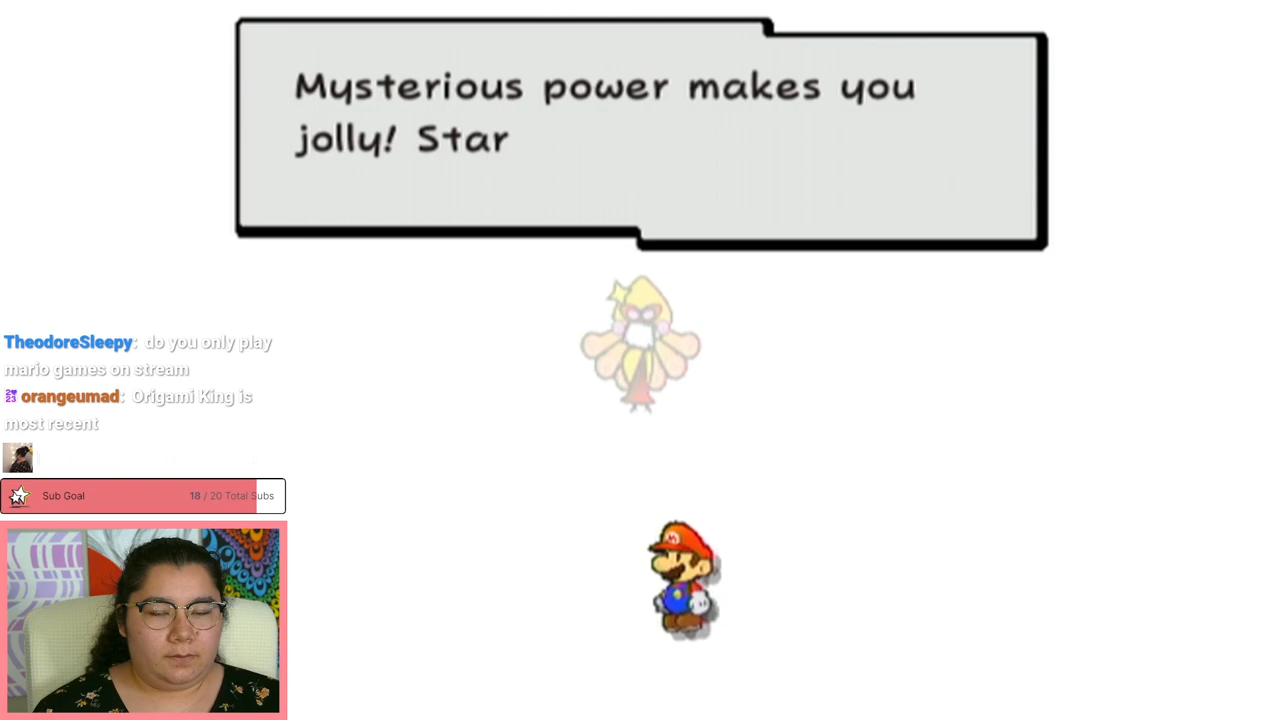 Mysterious power makes you
jolly! Star
TheodoreSleepy: do you only play
mario games on stream
orangeumad: Origami King is
most recent
Sub Goal
18 / 20 Total Subs